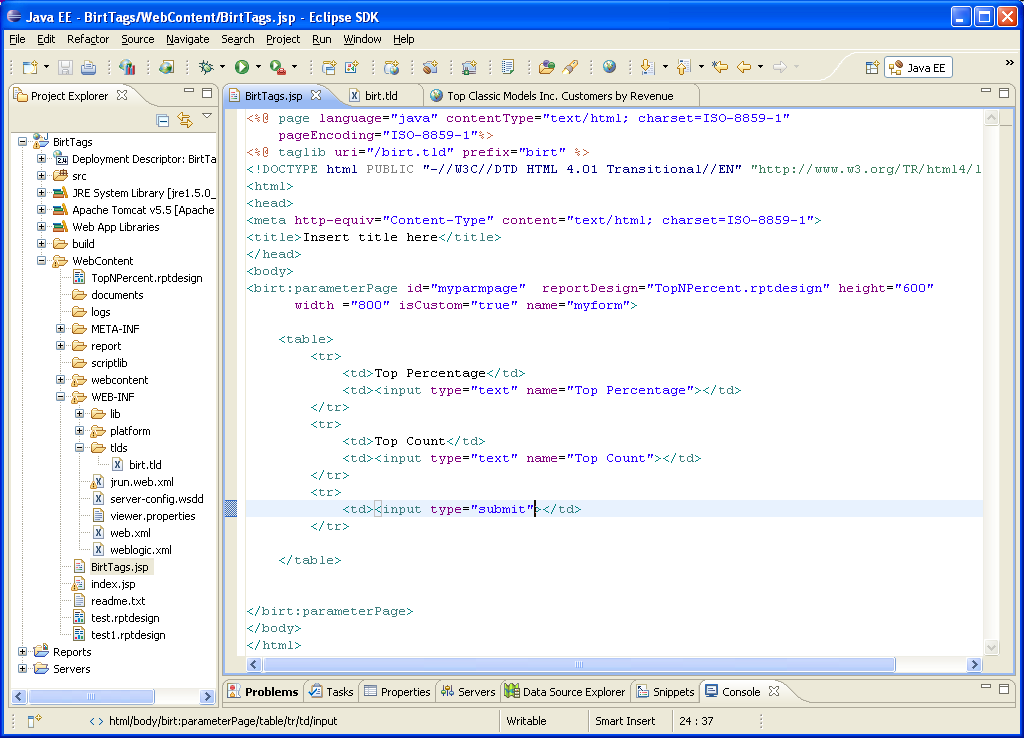 Java EE - BirtTags/WebContent/BirtTags.jsp - Eclipse SDK
File Edit Refactor Source Navigate Search Project Run Window Help
Java EE
Project Explorer
BirtTags
Deployment Descriptor: BirtTa
src
JRE System Library [jre1.5.0_
Apache Tomcat v5.5 [Apache
Web App Libraries
build
WebContent
TopNPercent.rptdesign
documents
logs
META-INF
report
scriptlib
webcontent
WEB-INF
lib
platform
tlds
birt.tld
jrun.web.xml
server-config.wsdd
viewer.properties
web.xml
weblogic.xml
BirtTags.jsp
index.jsp
readme.txt
test.rptdesign
test1.rptdesign
Reports
Servers
BirtTags.jsp birt.tld Top Classic Models Inc. Customers by Revenue
<%@ page language="java" contentType="text/html; charset=ISO-8859-1"
    pageEncoding="ISO-8859-1"%>
<%@ taglib uri="/birt.tld" prefix="birt" %>
<!DOCTYPE html PUBLIC "-//W3C//DTD HTML 4.01 Transitional//EN" "http://www.w3.org/TR/html4/l
<html>
<head>
<meta http-equiv="Content-Type" content="text/html; charset=ISO-8859-1">
<title>Insert title here</title>
</head>
<body>
<birt:parameterPage id="myparmpage"  reportDesign="TopNPercent.rptdesign" height="600"
      width ="800" isCustom="true" name="myform">
    <table>
        <tr>
            <td>Top Percentage</td>
            <td><input type="text" name="Top Percentage"></td>
        </tr>
        <tr>
            <td>Top Count</td>
            <td><input type="text" name="Top Count"></td>
        </tr>
        <tr>
            <td><input type="submit"></td>
        </tr>
    </table>
</birt:parameterPage>
</body>
</html>
Problems Tasks Properties Servers Data Source Explorer Snippets Console
html/body/birt:parameterPage/table/tr/td/input Writable Smart Insert 24 : 37